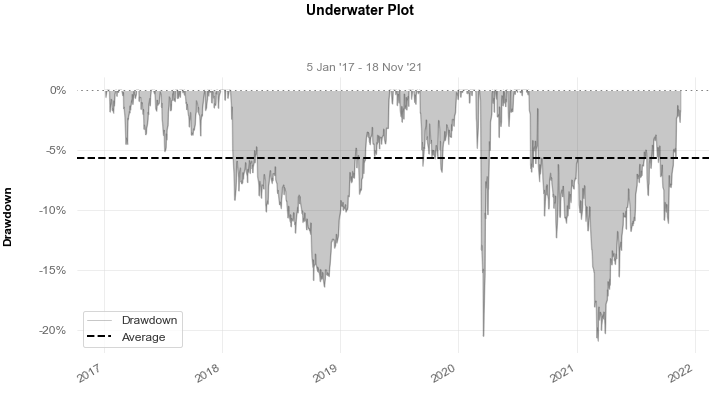 Underwater Plot
5 Jan '17 - 18 Nov '21
0%
-5%
-10%
-15%
-20%
Drawdown
Drawdown
Average
2017
2018
2019
2020
2021
2022